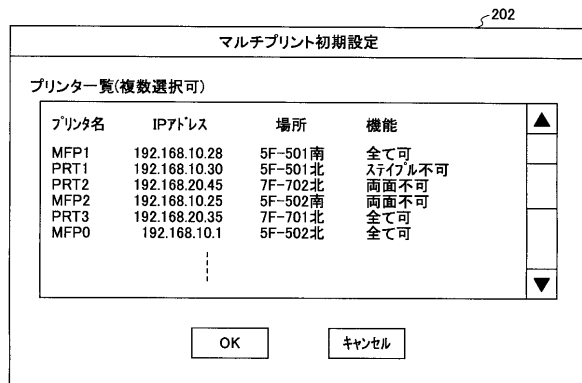 202
マルチプリント初期設定
プリンター覧(複数選択可)
プリンタ名 IPアドレス 場所 機能
MFP1 192.168.10.28 5F-501南 全て可
PRT1 192.168.10.30 5F-501北 ステイプル不可
PRT2 192.168.20.45 7F-702北 両面不可
MFP2 192.168.10.25 5F-502南 両面不可
PRT3 192.168.20.35 7F-701北 全て可
MFP0 192.168.10.1 5F-502北 全て可
OK キャンセル